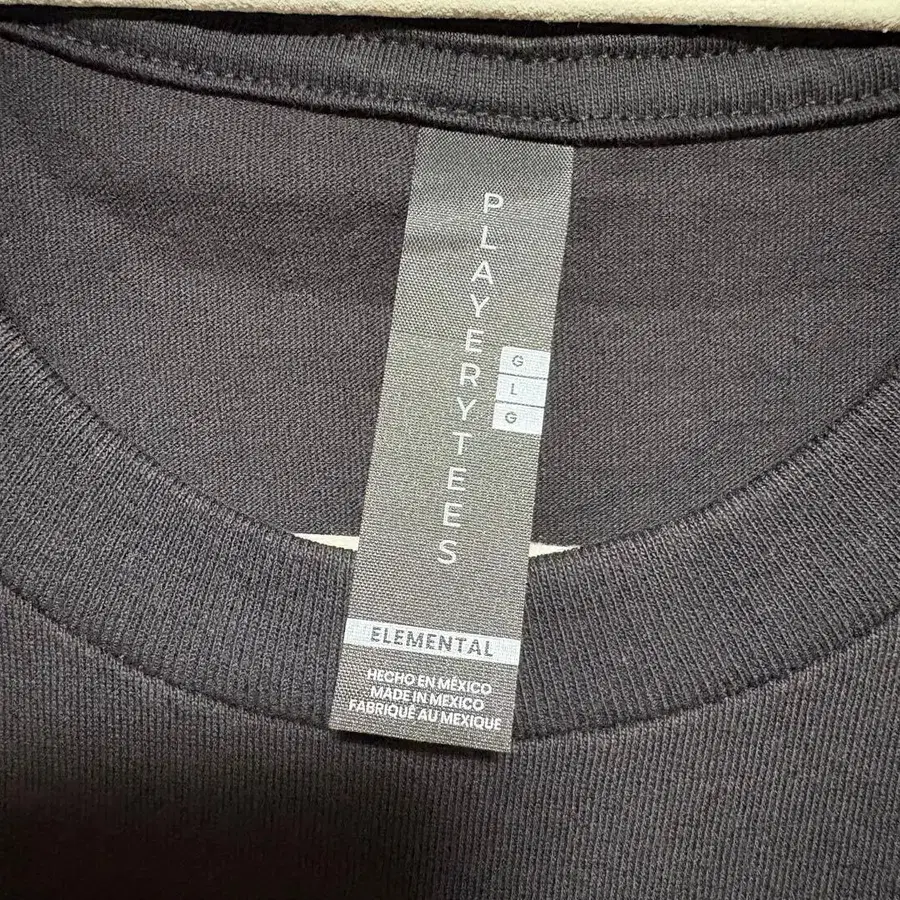 PLAYERYTEES
G
L
G
ELEMENTAL
HECHO EN MÉXICO
MADE IN MEXICO
FABRIQUÉ AU MEXIQUE